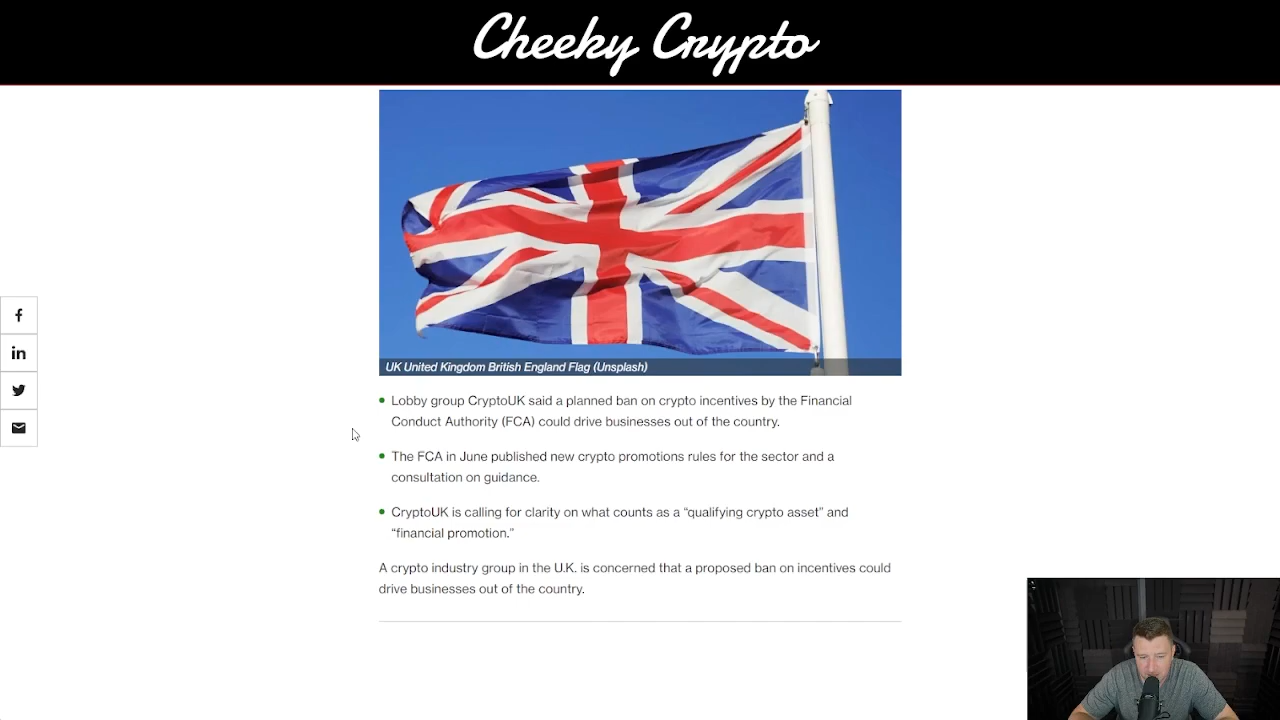 Cheeky Crypto
UK United Kingdom British England Flag (Unsplash)
Lobby group CryptoUK said a planned ban on crypto incentives by the Financial
Conduct Authority (FCA) could drive businesses out of the country.
The FCA in June published new crypto promotions rules for the sector and a
consultation on guidance.
CryptoUK is calling for clarity on what counts as a “qualifying crypto asset” and
“financial promotion.”
A crypto industry group in the U.K. is concerned that a proposed ban on incentives could
drive businesses out of the country.